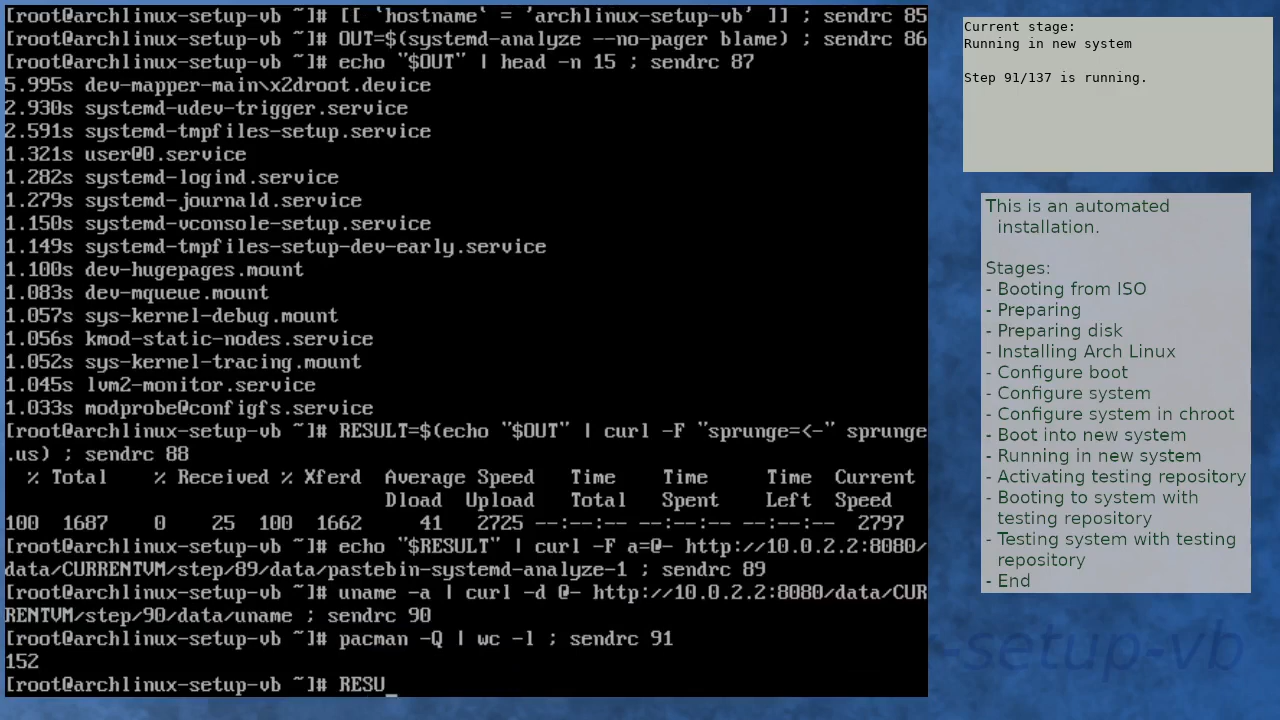 [root@archlinux-setup-vb ~]# [[ `hostname` = 'archlinux-setup-vb' ]] ; sendrc 85
[root@archlinux-setup-vb ~]# OUT=$(systemd-analyze --no-pager blame) ; sendrc 86
[root@archlinux-setup-vb ~]# echo "$OUT" | head -n 15 ; sendrc 87
5.995s dev-mapper-main\x2droot.device
2.930s systemd-udev-trigger.service
2.591s systemd-tmpfiles-setup.service
1.321s user@0.service
1.282s systemd-logind.service
1.279s systemd-journald.service
1.150s systemd-vconsole-setup.service
1.149s systemd-tmpfiles-setup-dev-early.service
1.100s dev-hugepages.mount
1.083s dev-mqueue.mount
1.057s sys-kernel-debug.mount
1.056s kmod-static-nodes.service
1.052s sys-kernel-tracing.mount
1.045s lvm2-monitor.service
1.033s modprobe@configfs.service
[root@archlinux-setup-vb ~]# RESULT=$(echo "$OUT" | curl -F "sprunge=<-" sprunge
.us) ; sendrc 88
  % Total    % Received % Xferd  Average Speed   Time    Time     Time  Current
                                 Dload  Upload   Total   Spent    Left  Speed
100  1687    0    25  100  1662     41   2725 --:--:-- --:--:-- --:--:--  2797
[root@archlinux-setup-vb ~]# echo "$RESULT" | curl -F a=@- http://10.0.2.2:8080/
data/CURRENTVM/step/89/data/pastebin-systemd-analyze-1 ; sendrc 89
[root@archlinux-setup-vb ~]# uname -a | curl -d @- http://10.0.2.2:8080/data/CUR
RENTVM/step/90/data/uname ; sendrc 90
[root@archlinux-setup-vb ~]# pacman -Q | wc -l ; sendrc 91
152
[root@archlinux-setup-vb ~]# RESU_
Current stage:
Running in new system
Step 91/137 is running.
This is an automated
installation.
Stages:
- Booting from ISO
- Preparing
- Preparing disk
- Installing Arch Linux
- Configure boot
- Configure system
- Configure system in chroot
- Boot into new system
- Running in new system
- Activating testing repository
- Booting to system with
testing repository
- Testing system with testing
repository
- End
-setup-vb